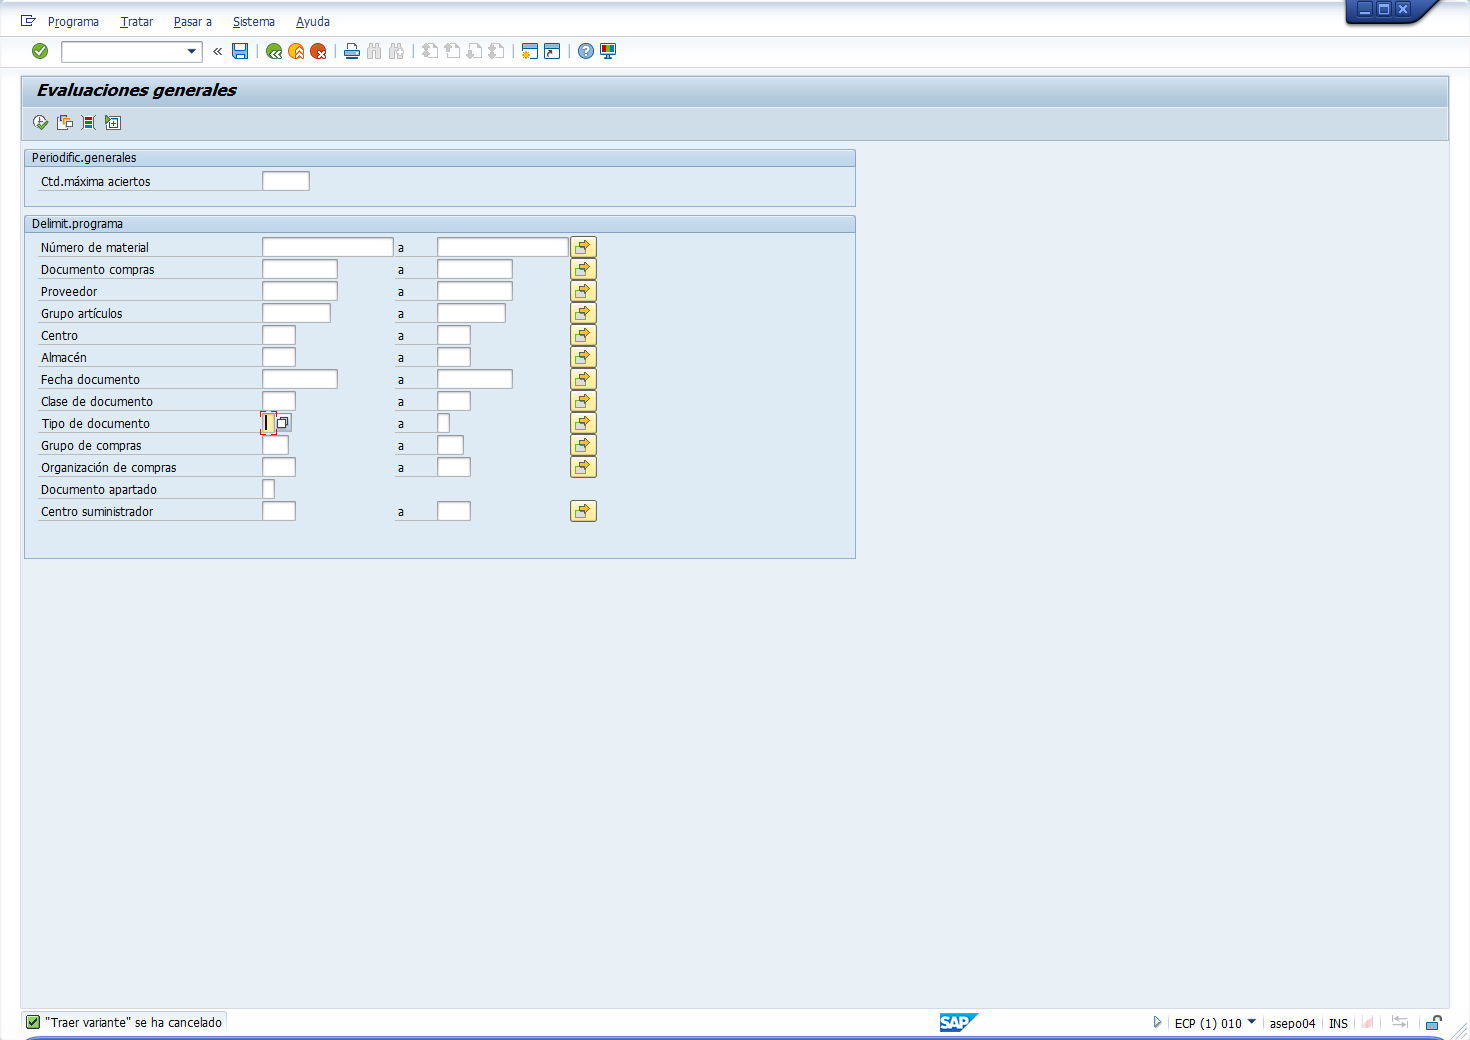 Programa Tratar Pasar a Sistema Ayuda
Evaluaciones generales
Periodific.generales
Ctd.máxima aciertos
Delimit.programa
Número de material a
Documento compras a
Proveedor a
Grupo artículos a
Centro a
Almacén a
Fecha documento a
Clase de documento a
Tipo de documento a
Grupo de compras a
Organización de compras a
Documento apartado
Centro suministrador a
"Traer variante" se ha cancelado SAP ECP (1) 010 asepo04 INS